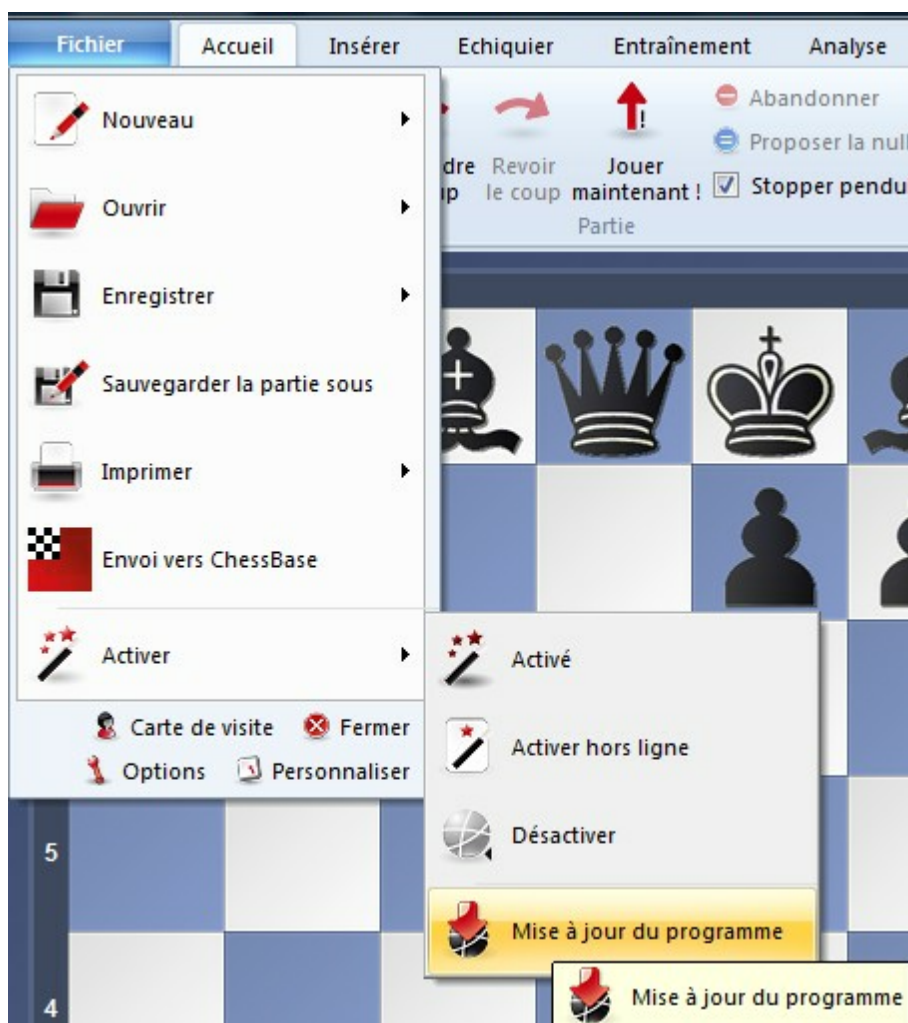 Fichier Accueil Insérer Echiquier Entraînement Analyse
Nouveau
Ouvrir
Enregistrer
Sauvegarder la partie sous
Imprimer
Envoi vers ChessBase
Activer
Carte de visite Fermer
Options Personnaliser
dre Revoir Jouer
le coup maintenant !
Abandonner
Proposer la null
Stopper pendu
Partie
Activé
Activer hors ligne
Désactiver
Mise à jour du programme
Mise à jour du programme
5
4